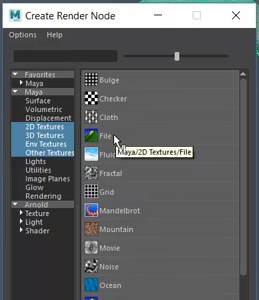 Create Render Node
Options Help
Favorites
Maya
Maya
Surface
Volumetric
Displacement
2D Textures
3D Textures
Env Textures
Other Textures
Lights
Utilities
Image Planes
Glow
Rendering
Arnold
Texture
Light
Shader
Bulge
Checker
Cloth
File
Maya/2D Textures/File
Fractal
Grid
Mandelbrot
Mountain
Movie
Noise
Ocean